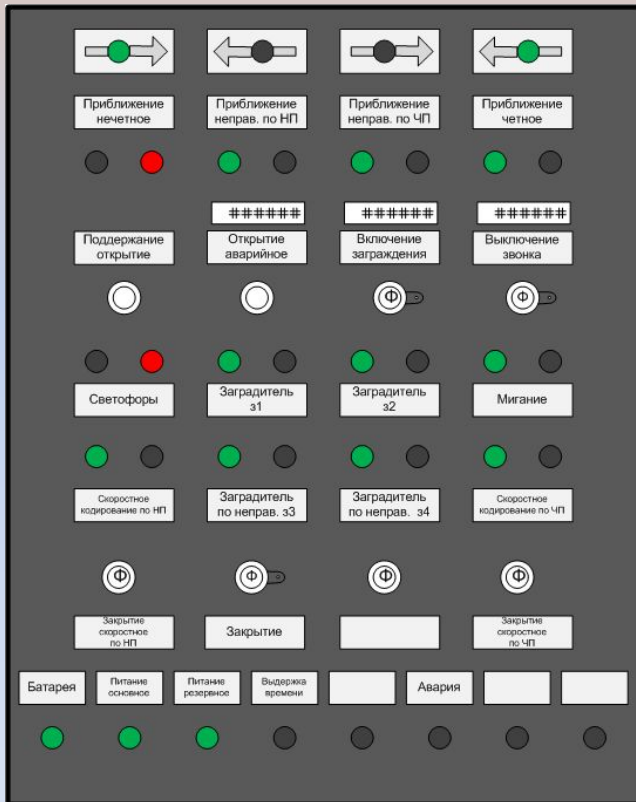 Приближение
нечетное
Приближение
неправ. по НП
Приближение
неправ. по ЧП
Приближение
четное
######
######
######
Поддержание
открытие
Открытие
аварийное
Включение
заграждения
Выключение
звонка
Ф
Ф
Светофоры
Заградитель
з1
Заградитель
з2
Мигание
Скоростное
кодирование по НП
Заградитель
по неправ. з3
Заградитель
по неправ. з4
Скоростное
кодирование по ЧП
Ф
Ф
Ф
Ф
Закрытие
скоростное
по НП
Закрытие
Закрытие
скоростное
по ЧП
Батарея
Питание
основное
Питание
резервное
Выдержка
времени
Авария